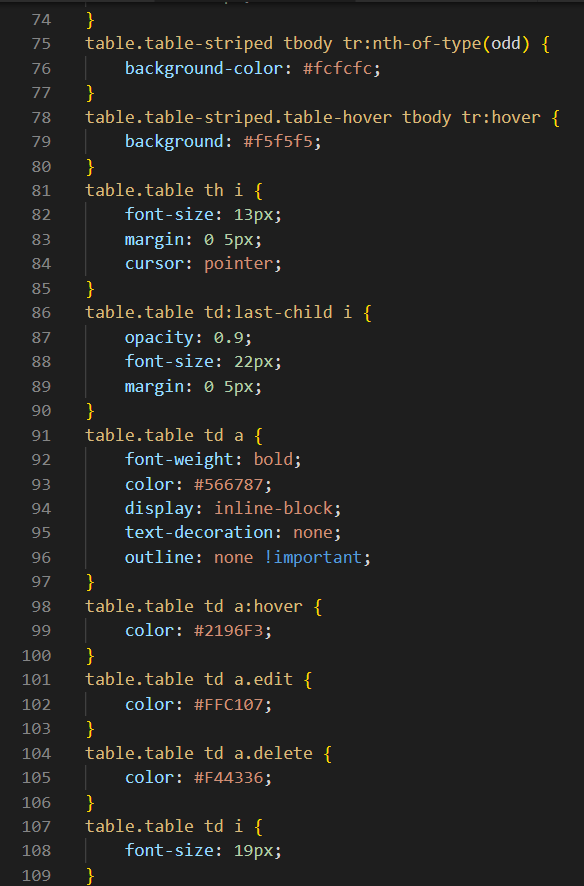 74 }
75 table.table-striped tbody tr:nth-of-type(odd) {
76 background-color: #fcfcfc;
77 }
78 table.table-striped.table-hover tbody tr:hover {
79 background: #f5f5f5;
80 }
81 table.table th i {
82 font-size: 13px;
83 margin: 0 5px;
84 cursor: pointer;
85 }
86 table.table td:last-child i {
87 opacity: 0.9;
88 font-size: 22px;
89 margin: 0 5px;
90 }
91 table.table td a {
92 font-weight: bold;
93 color: #566787;
94 display: inline-block;
95 text-decoration: none;
96 outline: none !important;
97 }
98 table.table td a:hover {
99 color: #2196F3;
100 }
101 table.table td a.edit {
102 color: #FFC107;
103 }
104 table.table td a.delete {
105 color: #F44336;
106 }
107 table.table td i {
108 font-size: 19px;
109 }